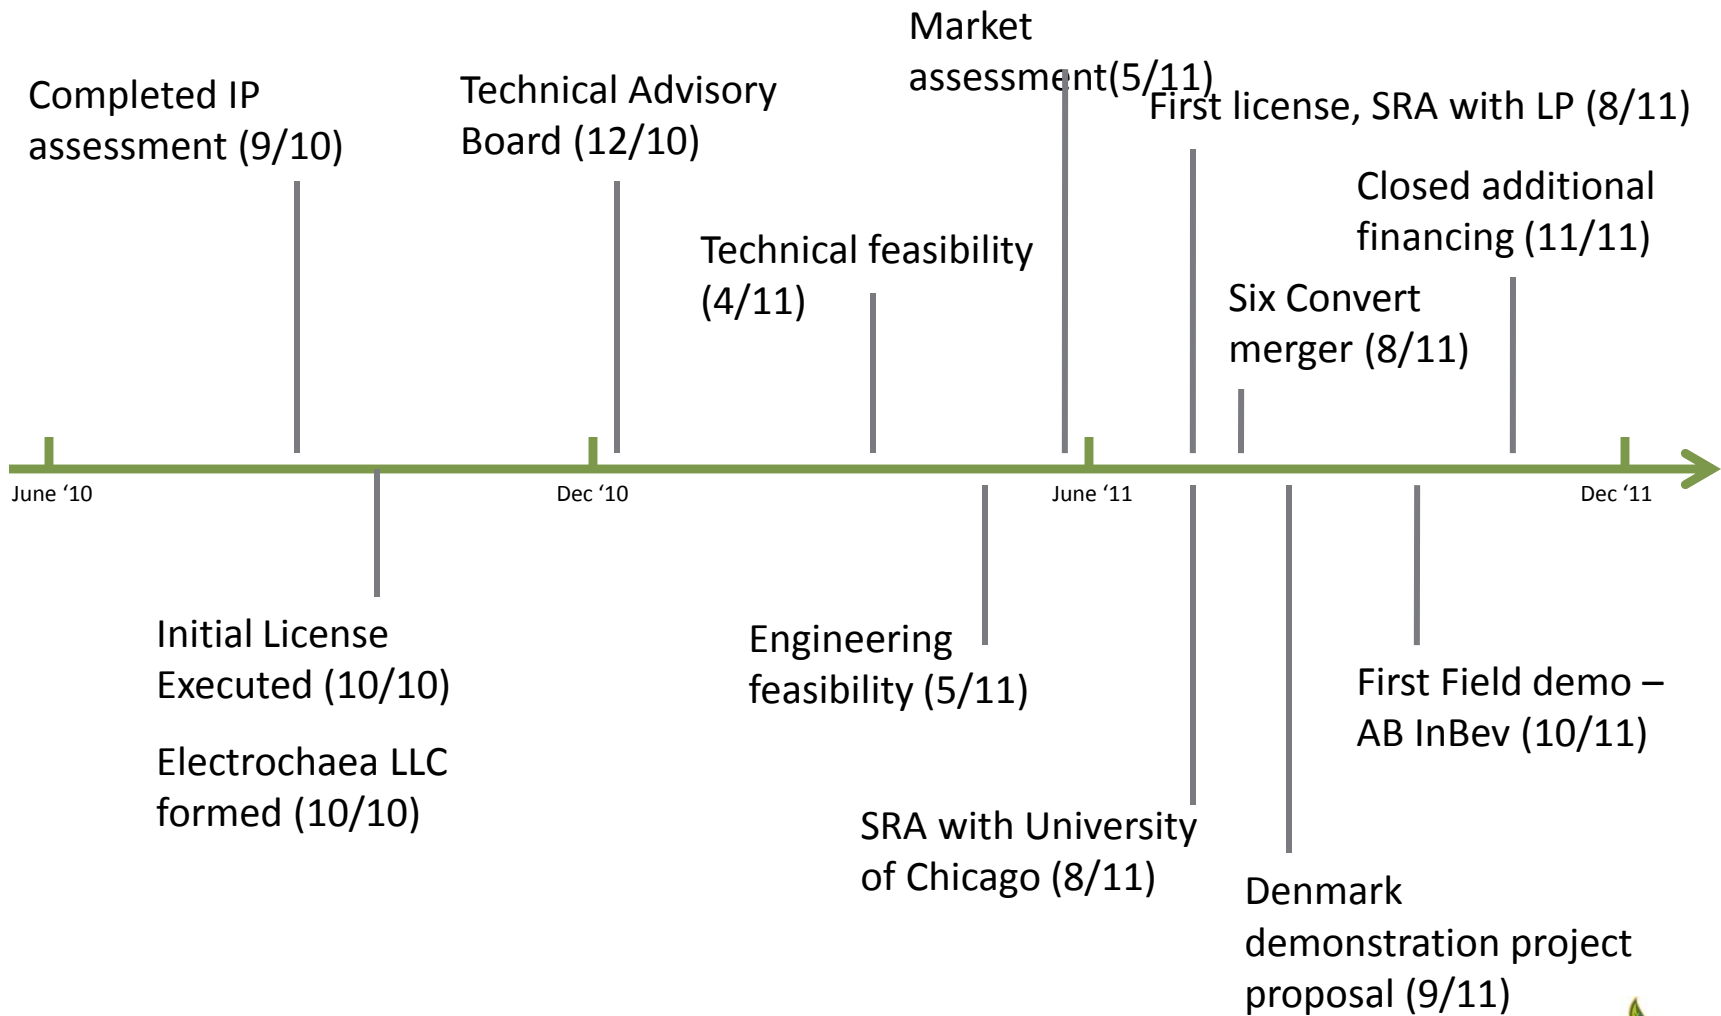 Market
assessment(5/11)
Completed IP
assessment (9/10)
Technical Advisory
Board (12/10)
First license, SRA with LP (8/11)
Closed additional
financing (11/11)
Technical feasibility
(4/11)
Six Convert
merger (8/11)
June ‘10
Dec ‘10
June ‘11
Dec ‘11
Initial License
Executed (10/10)
Electrochaea LLC
formed (10/10)
Engineering
feasibility (5/11)
First Field demo –
AB InBev (10/11)
SRA with University
of Chicago (8/11)
Denmark
demonstration project
proposal (9/11)